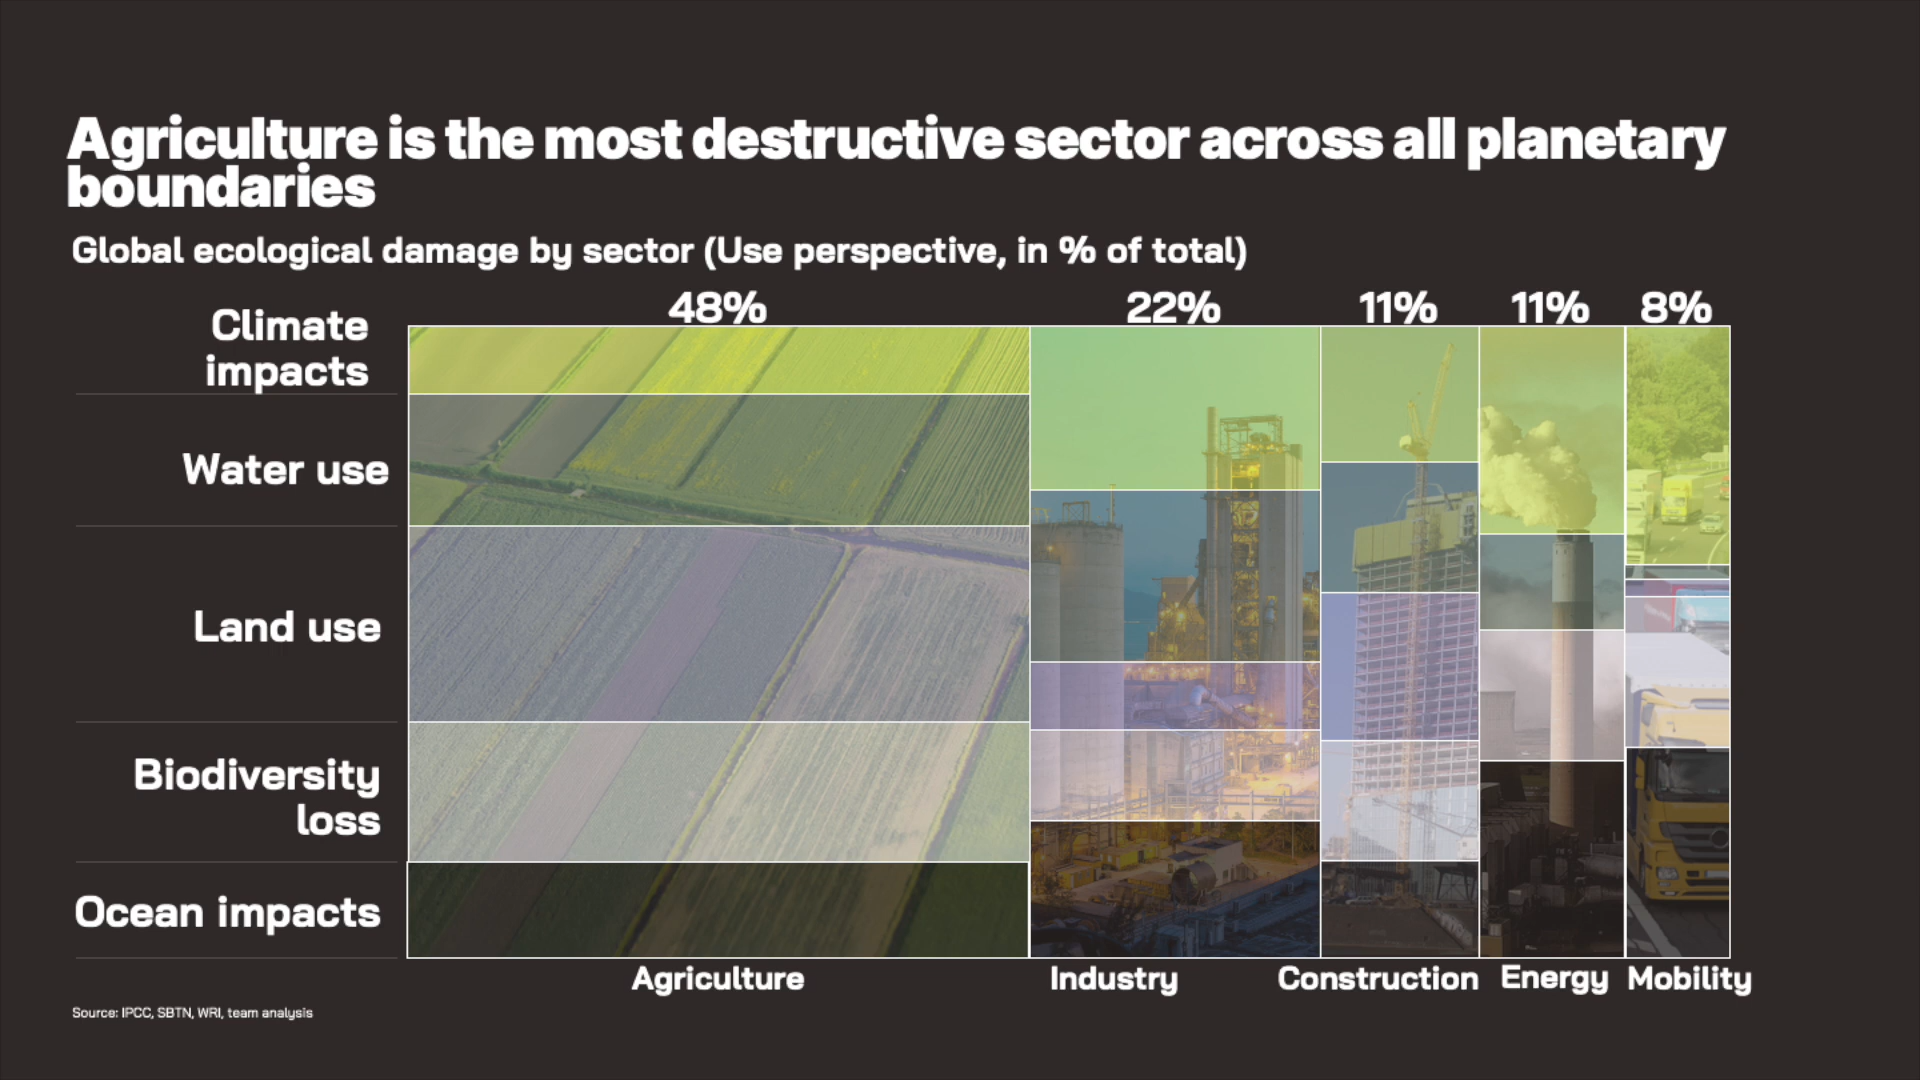 Agriculture is the most destructive sector across all planetary
boundaries
Global ecological damage by sector (Use perspective, in % of total)
48% 22% 11% 11% 8%
Climate
impacts
Water use
Land use
Biodiversity
loss
Ocean impacts
Agriculture Industry Construction Energy Mobility
Source: IPCC, SBTN, WRI, team analysis